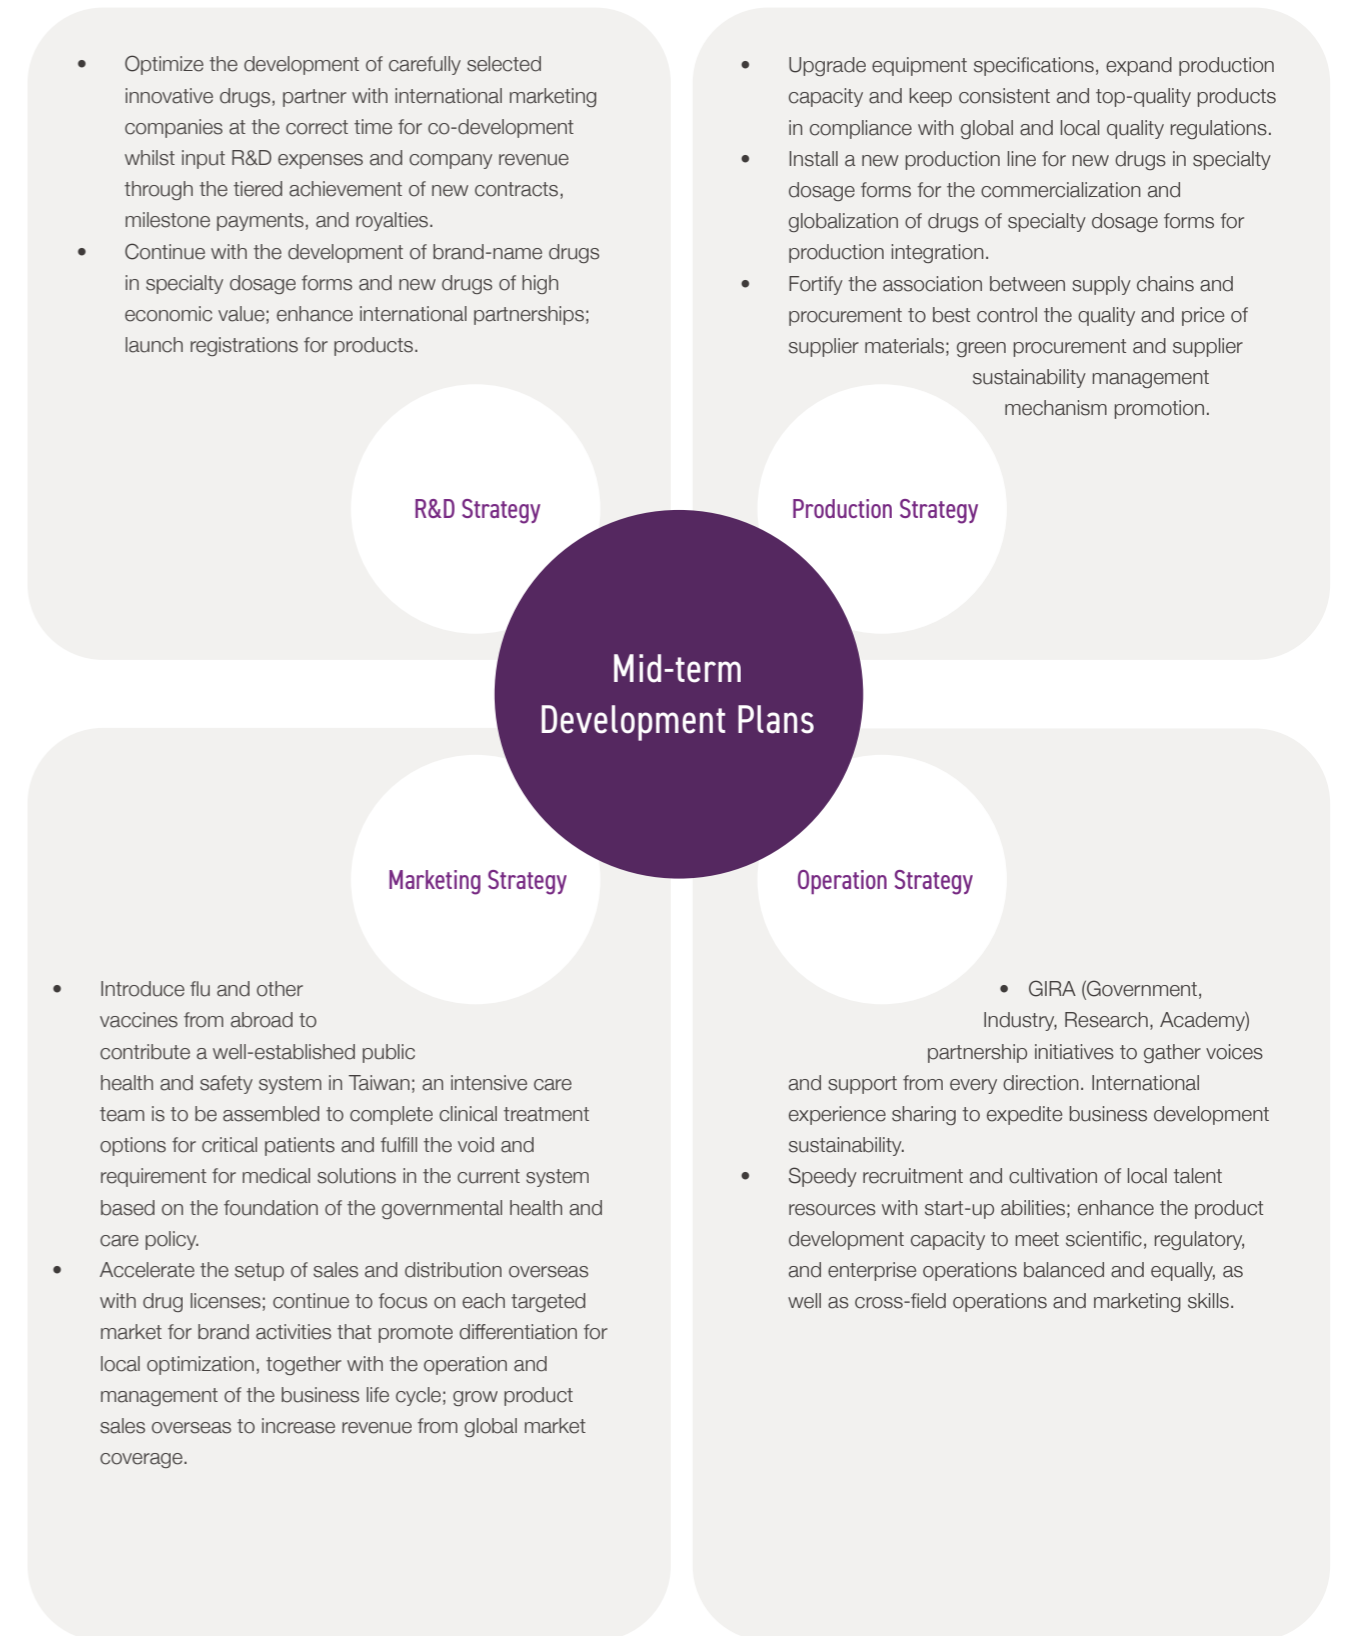 • Optimize the development of carefully selected
innovative drugs, partner with international marketing
companies at the correct time for co-development
whilst input R&D expenses and company revenue
through the tiered achievement of new contracts,
milestone payments, and royalties.
• Continue with the development of brand-name drugs
in specialty dosage forms and new drugs of high
economic value; enhance international partnerships;
launch registrations for products.
R&D Strategy
• Upgrade equipment specifications, expand production
capacity and keep consistent and top-quality products
in compliance with global and local quality regulations.
• Install a new production line for new drugs in specialty
dosage forms for the commercialization and
globalization of drugs of specialty dosage forms for
production integration.
• Fortify the association between supply chains and
procurement to best control the quality and price of
supplier materials; green procurement and supplier
sustainability management
mechanism promotion.
Production Strategy
Mid-term
Development Plans
Marketing Strategy
• Introduce flu and other
vaccines from abroad to
contribute a well-established public
health and safety system in Taiwan; an intensive care
team is to be assembled to complete clinical treatment
options for critical patients and fulfill the void and
requirement for medical solutions in the current system
based on the foundation of the governmental health and
care policy.
• Accelerate the setup of sales and distribution overseas
with drug licenses; continue to focus on each targeted
market for brand activities that promote differentiation for
local optimization, together with the operation and
management of the business life cycle; grow product
sales overseas to increase revenue from global market
coverage.
Operation Strategy
• GIRA (Government,
Industry, Research, Academy)
partnership initiatives to gather voices
and support from every direction. International
experience sharing to expedite business development
sustainability.
• Speedy recruitment and cultivation of local talent
resources with start-up abilities; enhance the product
development capacity to meet scientific, regulatory,
and enterprise operations balanced and equally, as
well as cross-field operations and marketing skills.